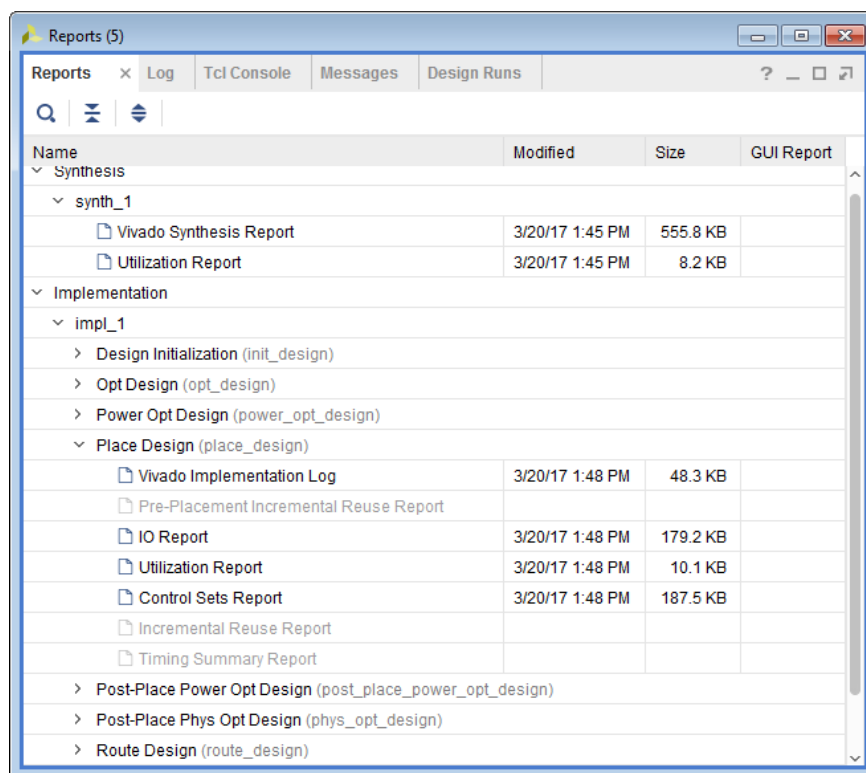 Reports (5)
Reports × Log Tcl Console Messages Design Runs ?
Name Modified Size GUI Report
Synthesis
synth_1
Vivado Synthesis Report 3/20/17 1:45 PM 555.8 KB
Utilization Report 3/20/17 1:45 PM 8.2 KB
Implementation
impl_1
Design Initialization (init_design)
Opt Design (opt_design)
Power Opt Design (power_opt_design)
Place Design (place_design)
Vivado Implementation Log 3/20/17 1:48 PM 48.3 KB
Pre-Placement Incremental Reuse Report
IO Report 3/20/17 1:48 PM 179.2 KB
Utilization Report 3/20/17 1:48 PM 10.1 KB
Control Sets Report 3/20/17 1:48 PM 187.5 KB
Incremental Reuse Report
Timing Summary Report
Post-Place Power Opt Design (post_place_power_opt_design)
Post-Place Phys Opt Design (phys_opt_design)
Route Design (route_design)